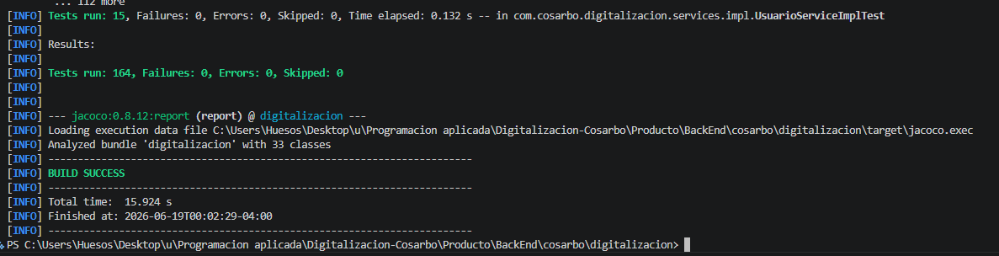 ... 112 more
[INFO] Tests run: 15, Failures: 0, Errors: 0, Skipped: 0, Time elapsed: 0.132 s -- in com.cosarbo.digitalizacion.services.impl.UsuarioServiceImplTest
[INFO]
[INFO] Results:
[INFO]
[INFO] Tests run: 164, Failures: 0, Errors: 0, Skipped: 0
[INFO]
[INFO]
[INFO] --- jacoco:0.8.12:report (report) @ digitalizacion ---
[INFO] Loading execution data file C:\Users\Huesos\Desktop\u\Programacion aplicada\Digitalizacion-Cosarbo\Producto\BackEnd\cosarbo\digitalizacion\target\jacoco.exec
[INFO] Analyzed bundle 'digitalizacion' with 33 classes
[INFO] ------------------------------------------------------------------------
[INFO] BUILD SUCCESS
[INFO] ------------------------------------------------------------------------
[INFO] Total time:  15.924 s
[INFO] Finished at: 2026-06-19T00:02:29-04:00
[INFO] ------------------------------------------------------------------------
PS C:\Users\Huesos\Desktop\u\Programacion aplicada\Digitalizacion-Cosarbo\Producto\BackEnd\cosarbo\digitalizacion>